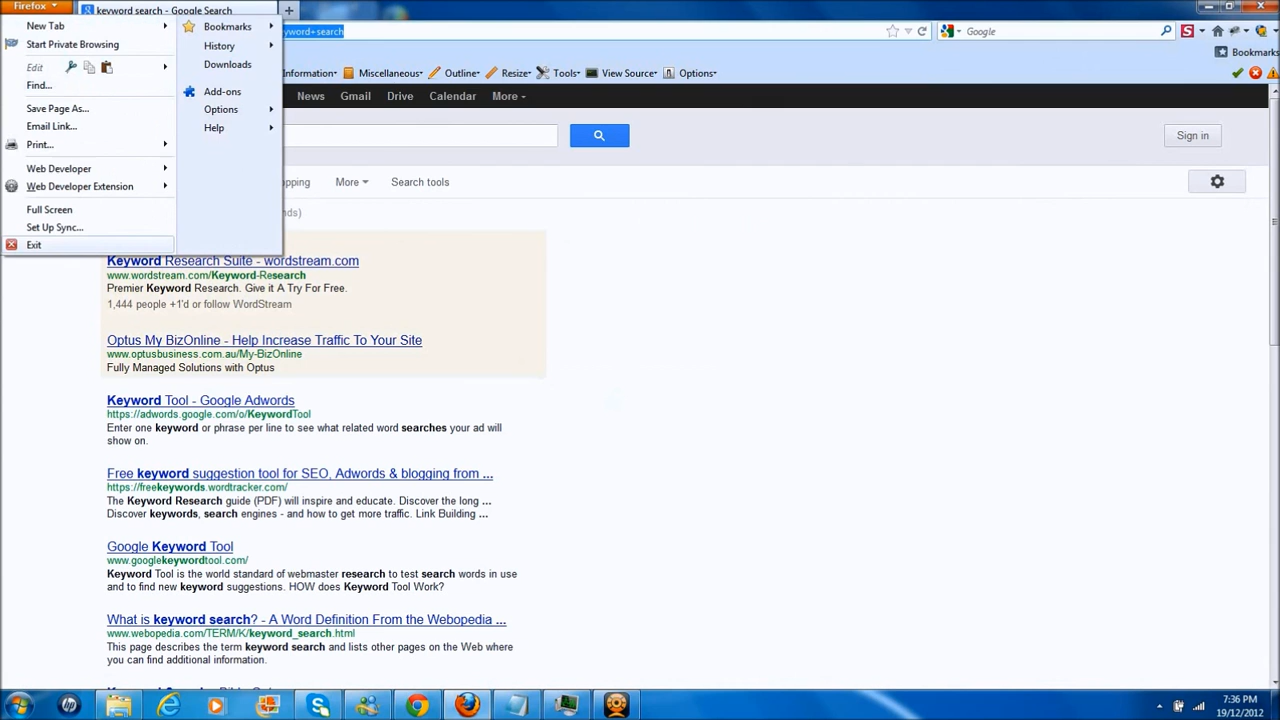 Firefox
keyword search - Google Search
New Tab
Start Private Browsing
Edit
Find...
Save Page As...
Email Link...
Print...
Web Developer
Web Developer Extension
Full Screen
Set Up Sync...
Exit
Bookmarks
History
Downloads
Add-ons
Options
Help
yword+search
Google
Bookmarks
Information
Miscellaneous
Outline
Resize
Tools
View Source
Options
News Gmail Drive Calendar More
Sign in
More Search tools
Keyword Research Suite - wordstream.com
www.wordstream.com/Keyword-Research
Premier Keyword Research. Give it A Try For Free.
1,444 people +1'd or follow WordStream
Optus My BizOnline - Help Increase Traffic To Your Site
www.optusbusiness.com.au/My-BizOnline
Fully Managed Solutions with Optus
Keyword Tool - Google Adwords
https://adwords.google.com/o/KeywordTool
Enter one keyword or phrase per line to see what related word searches your ad will
show on.
Free keyword suggestion tool for SEO, Adwords & blogging from ...
https://freekeywords.wordtracker.com/
The Keyword Research guide (PDF) will inspire and educate. Discover the long ...
Discover keywords, search engines - and how to get more traffic. Link Building ...
Google Keyword Tool
www.googlekeywordtool.com/
Keyword Tool is the world standard of webmaster research to test search words in use
and to find new keyword suggestions. HOW does Keyword Tool Work?
What is keyword search? - A Word Definition From the Webopedia ...
www.webopedia.com/TERM/K/keyword_search.html
This page describes the term keyword search and lists other pages on the Web where
you can find additional information.
7:36 PM
19/12/2012